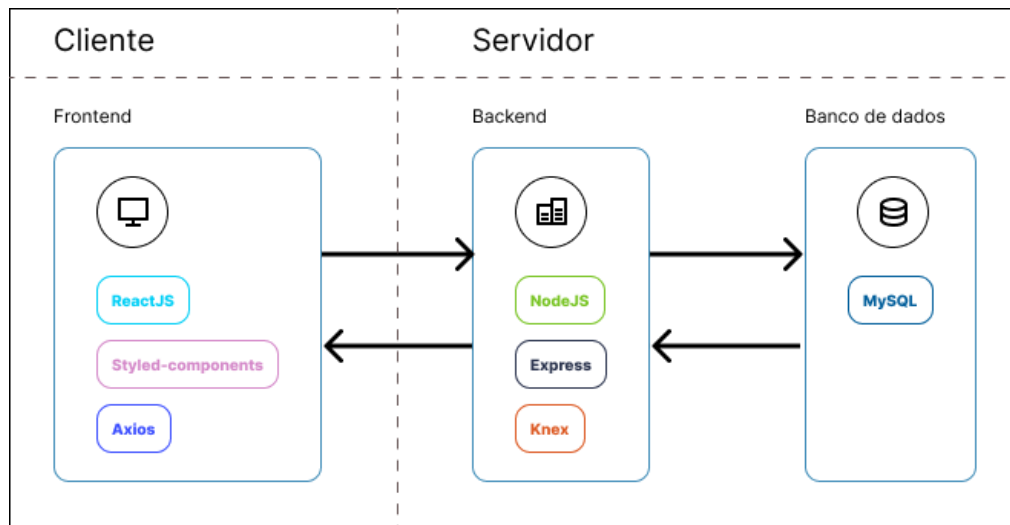 Cliente
Servidor
Frontend
Backend
Banco de dados
ReactJS
NodeJS
MySQL
Styled-components
Express
Axios
Knex